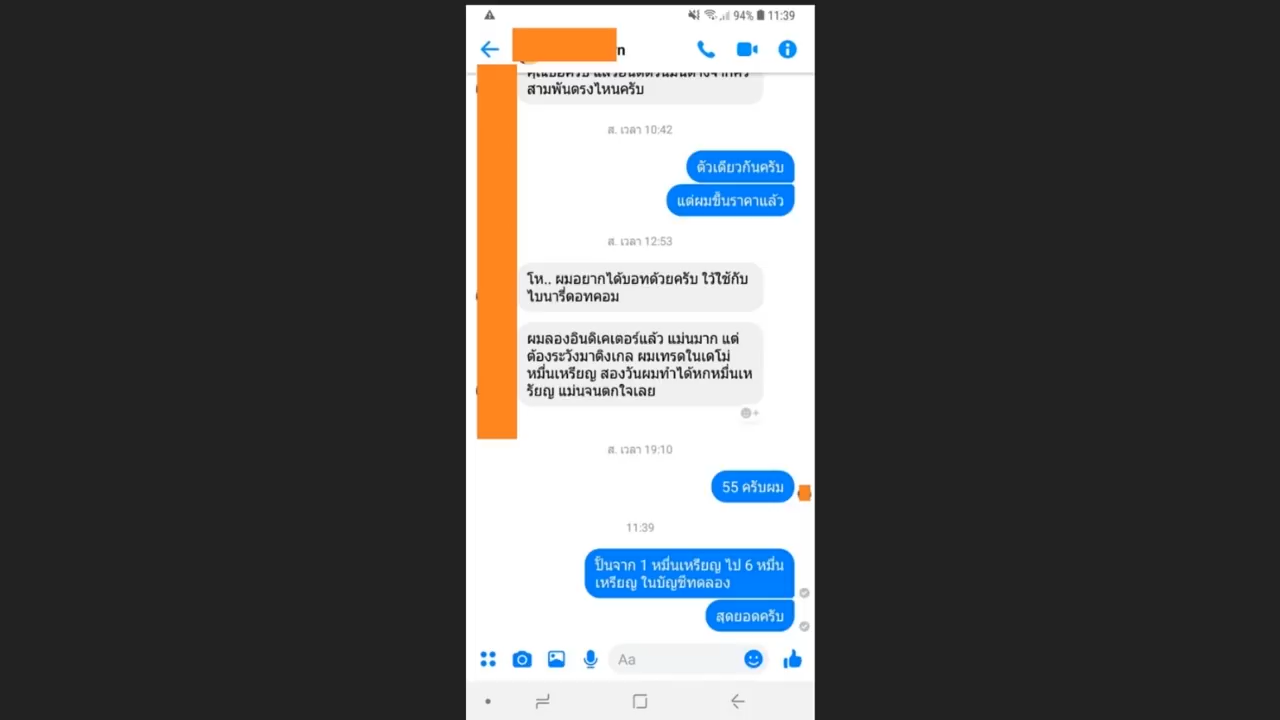 94% 11:39
n
สามพันตรงไหนครับ
ส. เวลา 10:42
ตัวเดียวกันครับ
แต่ผมขึ้นราคาแล้ว
ส. เวลา 12:53
โห.. ผมอยากได้บอทด้วยครับ ใว้ใช้กับ
ไบนารี่ดอทคอม
ผมลองอินดิเคเตอร์แล้ว แม่นมาก แต่
ต้องระวังมาติงเกล ผมเทรดในเดโม่
หมื่นเหรียญ สองวันผมทำได้หกหมื่นเห
รียญ แม่นจนตกใจเลย
ส. เวลา 19:10
55 ครับผม
11:39
ปั้นจาก 1 หมื่นเหรียญ ไป 6 หมื่น
เหรียญ ในบัญชีทดลอง
สุดยอดครับ
Aa